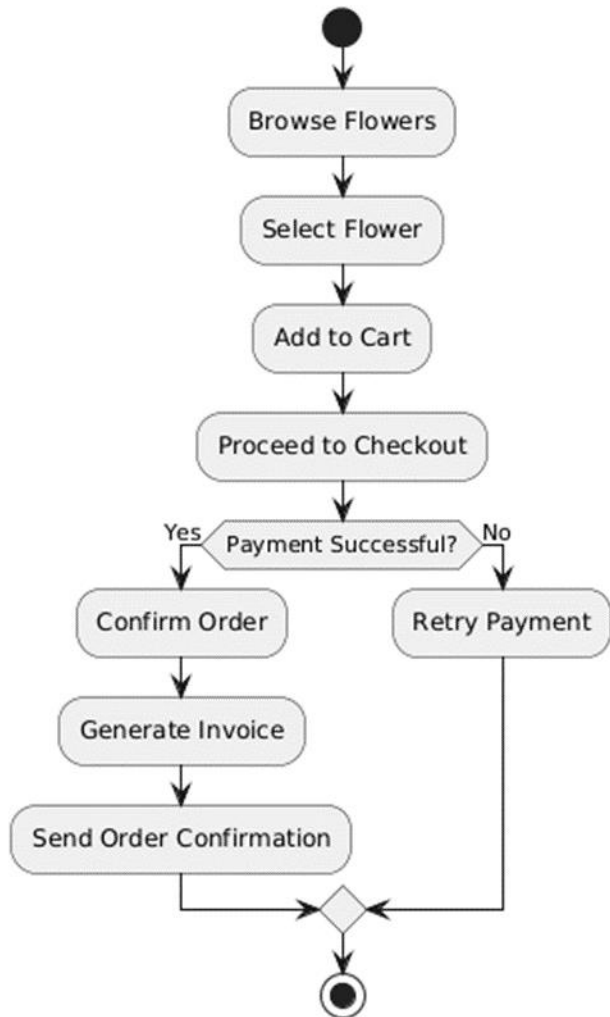 Browse Flowers
Select Flower
Add to Cart
Proceed to Checkout
Yes
Payment Successful?
No
Confirm Order
Retry Payment
Generate Invoice
Send Order Confirmation